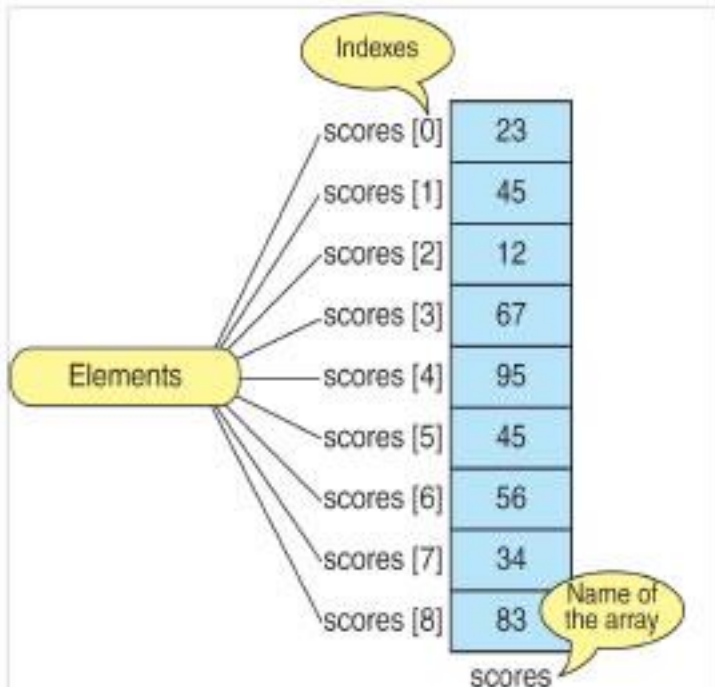 Indexes
scores [0] 23
scores [1] 45
scores [2] 12
scores [3] 67
Elements scores [4] 95
scores [5] 45
scores [6] 56
scores [7] 34
scores [8] 83
Name of
the array
scores